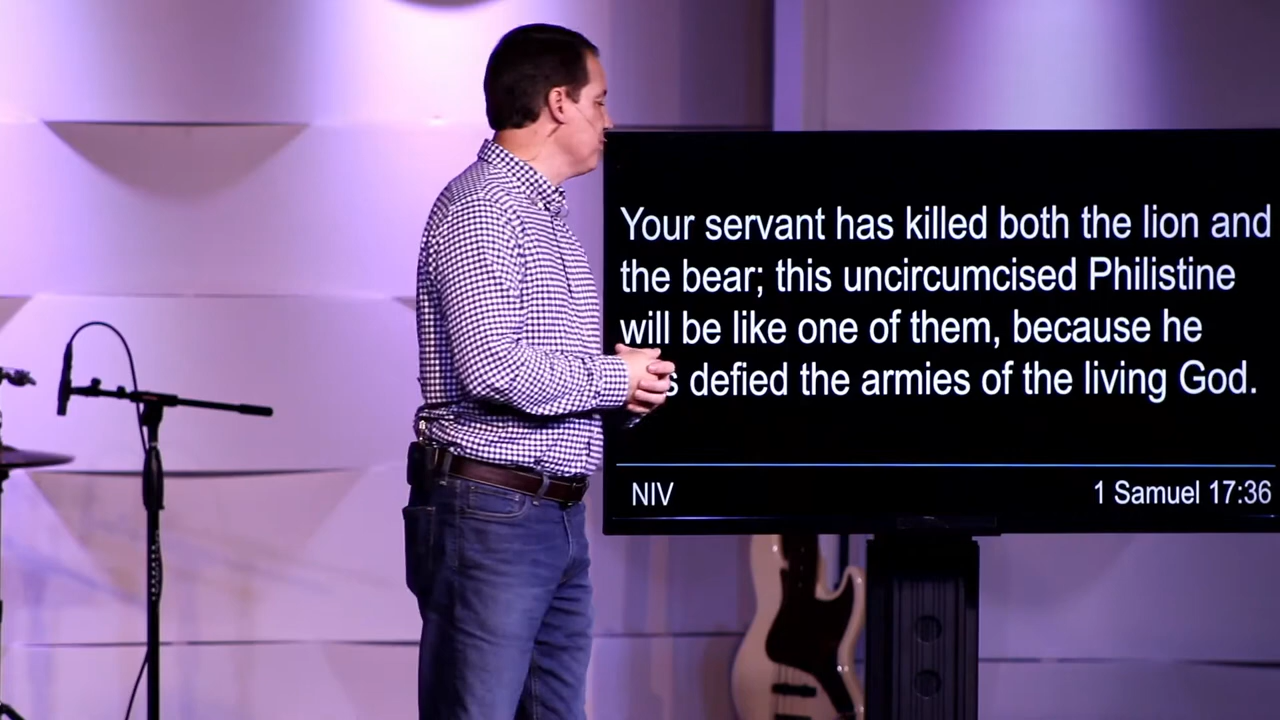 Your servant has killed both the lion and
the bear; this uncircumcised Philistine
will be like one of them, because he
defied the armies of the living God.
NIV
1 Samuel 17:36